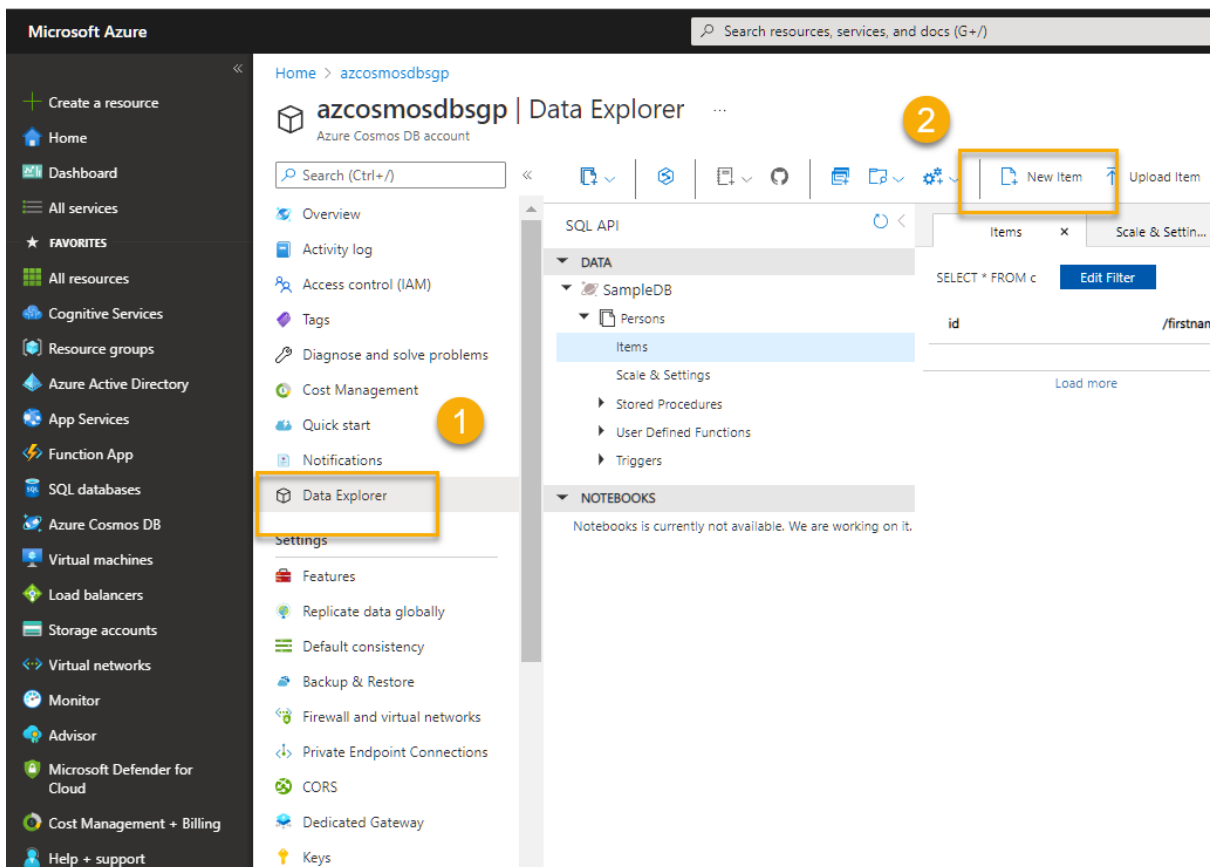 Microsoft Azure
Search resources, services, and docs (G+/)
Create a resource
Home
Dashboard
All services
FAVORITES
All resources
Cognitive Services
Resource groups
Azure Active Directory
App Services
Function App
SQL databases
Azure Cosmos DB
Virtual machines
Load balancers
Storage accounts
Virtual networks
Monitor
Advisor
Microsoft Defender for
Cloud
Cost Management + Billing
Help + support
Home > azcosmosdbsgp
azcosmosdbsgp | Data Explorer ...
Azure Cosmos DB account
Search (Ctrl+/)
Overview
Activity log
Access control (IAM)
Tags
Diagnose and solve problems
Cost Management
Quick start
1
Notifications
Data Explorer
Settings
Features
Replicate data globally
Default consistency
Backup & Restore
Firewall and virtual networks
Private Endpoint Connections
CORS
Dedicated Gateway
Keys
2
New Item
Upload Item
SQL API
DATA
SampleDB
Persons
Items
Scale & Settings
Stored Procedures
User Defined Functions
Triggers
NOTEBOOKS
Notebooks is currently not available. We are working on it.
Items
Scale & Settin...
SELECT * FROM c
Edit Filter
id
/firstnan
Load more